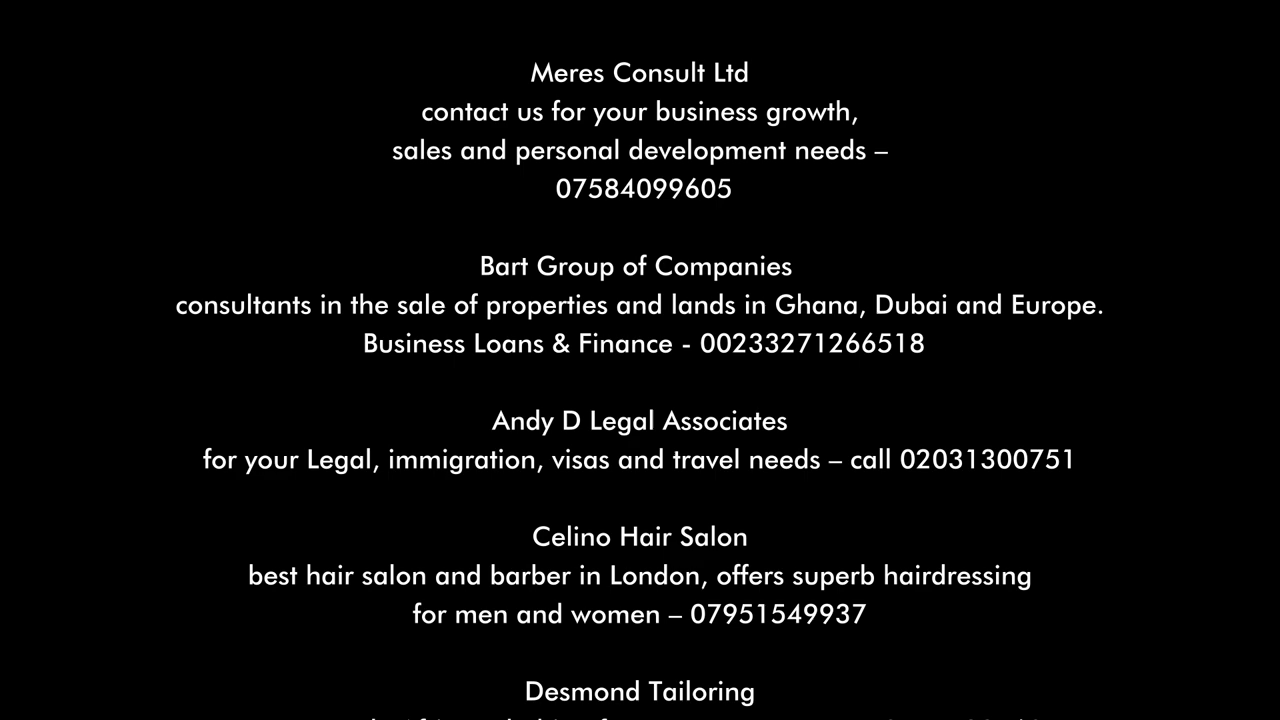 Meres Consult Ltd
contact us for your business growth,
sales and personal development needs –
07584099605
Bart Group of Companies
consultants in the sale of properties and lands in Ghana, Dubai and Europe.
Business Loans & Finance - 00233271266518
Andy D Legal Associates
for your Legal, immigration, visas and travel needs – call 02031300751
Celino Hair Salon
best hair salon and barber in London, offers superb hairdressing
for men and women – 07951549937
Desmond Tailoring